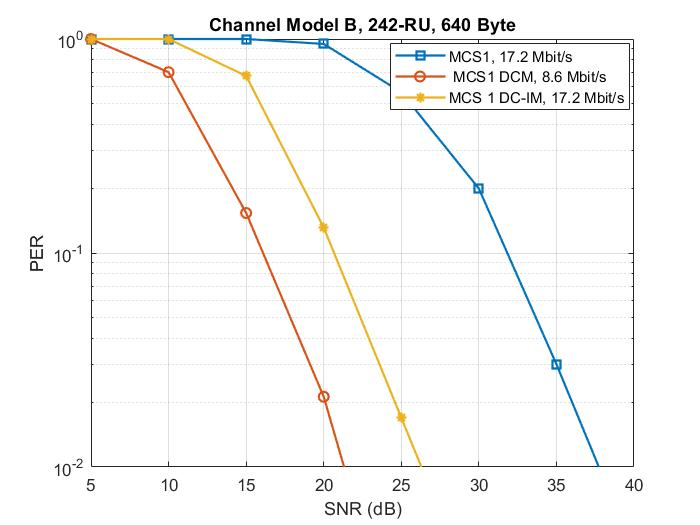 Channel Model B, 242-RU, 640 Byte
MCS1, 17.2 Mbit/s
MCS1 DCM, 8.6 Mbit/s
MCS 1 DC-IM, 17.2 Mbit/s
PER
10^0
10^-1
10^-2
5 10 15 20 25 30 35 40
SNR (dB)